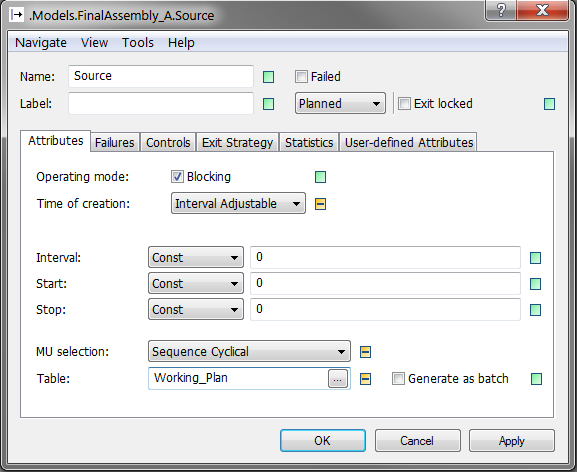 .Models.FinalAssembly_A.Source
Navigate View Tools Help
Name: Source Failed
Label: Planned Exit locked
Attributes Failures Controls Exit Strategy Statistics User-defined Attributes
Operating mode: Blocking
Time of creation: Interval Adjustable
Interval: Const 0
Start: Const 0
Stop: Const 0
MU selection: Sequence Cyclical
Table: Working_Plan ... Generate as batch
OK Cancel Apply